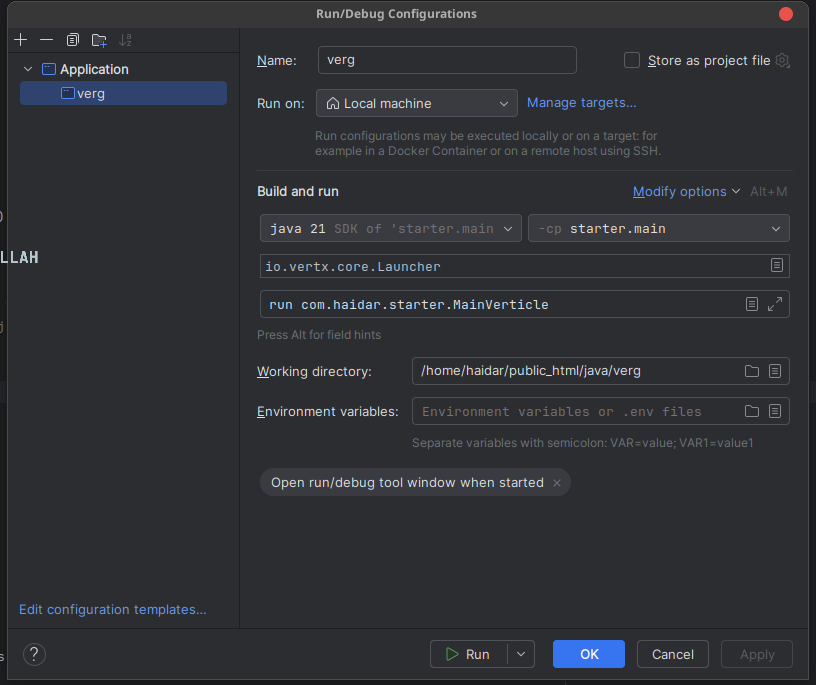 Run/Debug Configurations
Application
verg
Name: verg
Store as project file
Run on: Local machine
Manage targets...
Run configurations may be executed locally or on a target: for
example in a Docker Container or on a remote host using SSH.
Build and run
Modify options Alt+M
java 21 SDK of 'starter.main
-cp starter.main
LLAH
io.vertx.core.Launcher
run com.haidar.starter.MainVerticle
Press Alt for field hints
Working directory: /home/haidar/public_html/java/verg
Environment variables: Environment variables or .env files
Separate variables with semicolon: VAR=value; VAR1=value1
Open run/debug tool window when started ×
Edit configuration templates...
?
Run
OK
Cancel
Apply